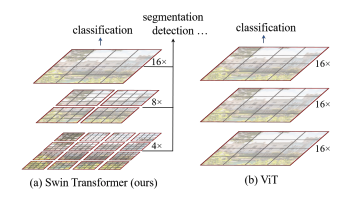 classification
segmentation
detection ...
16×
8×
4×
(a) Swin Transformer (ours)
classification
16×
16×
16×
(b) ViT